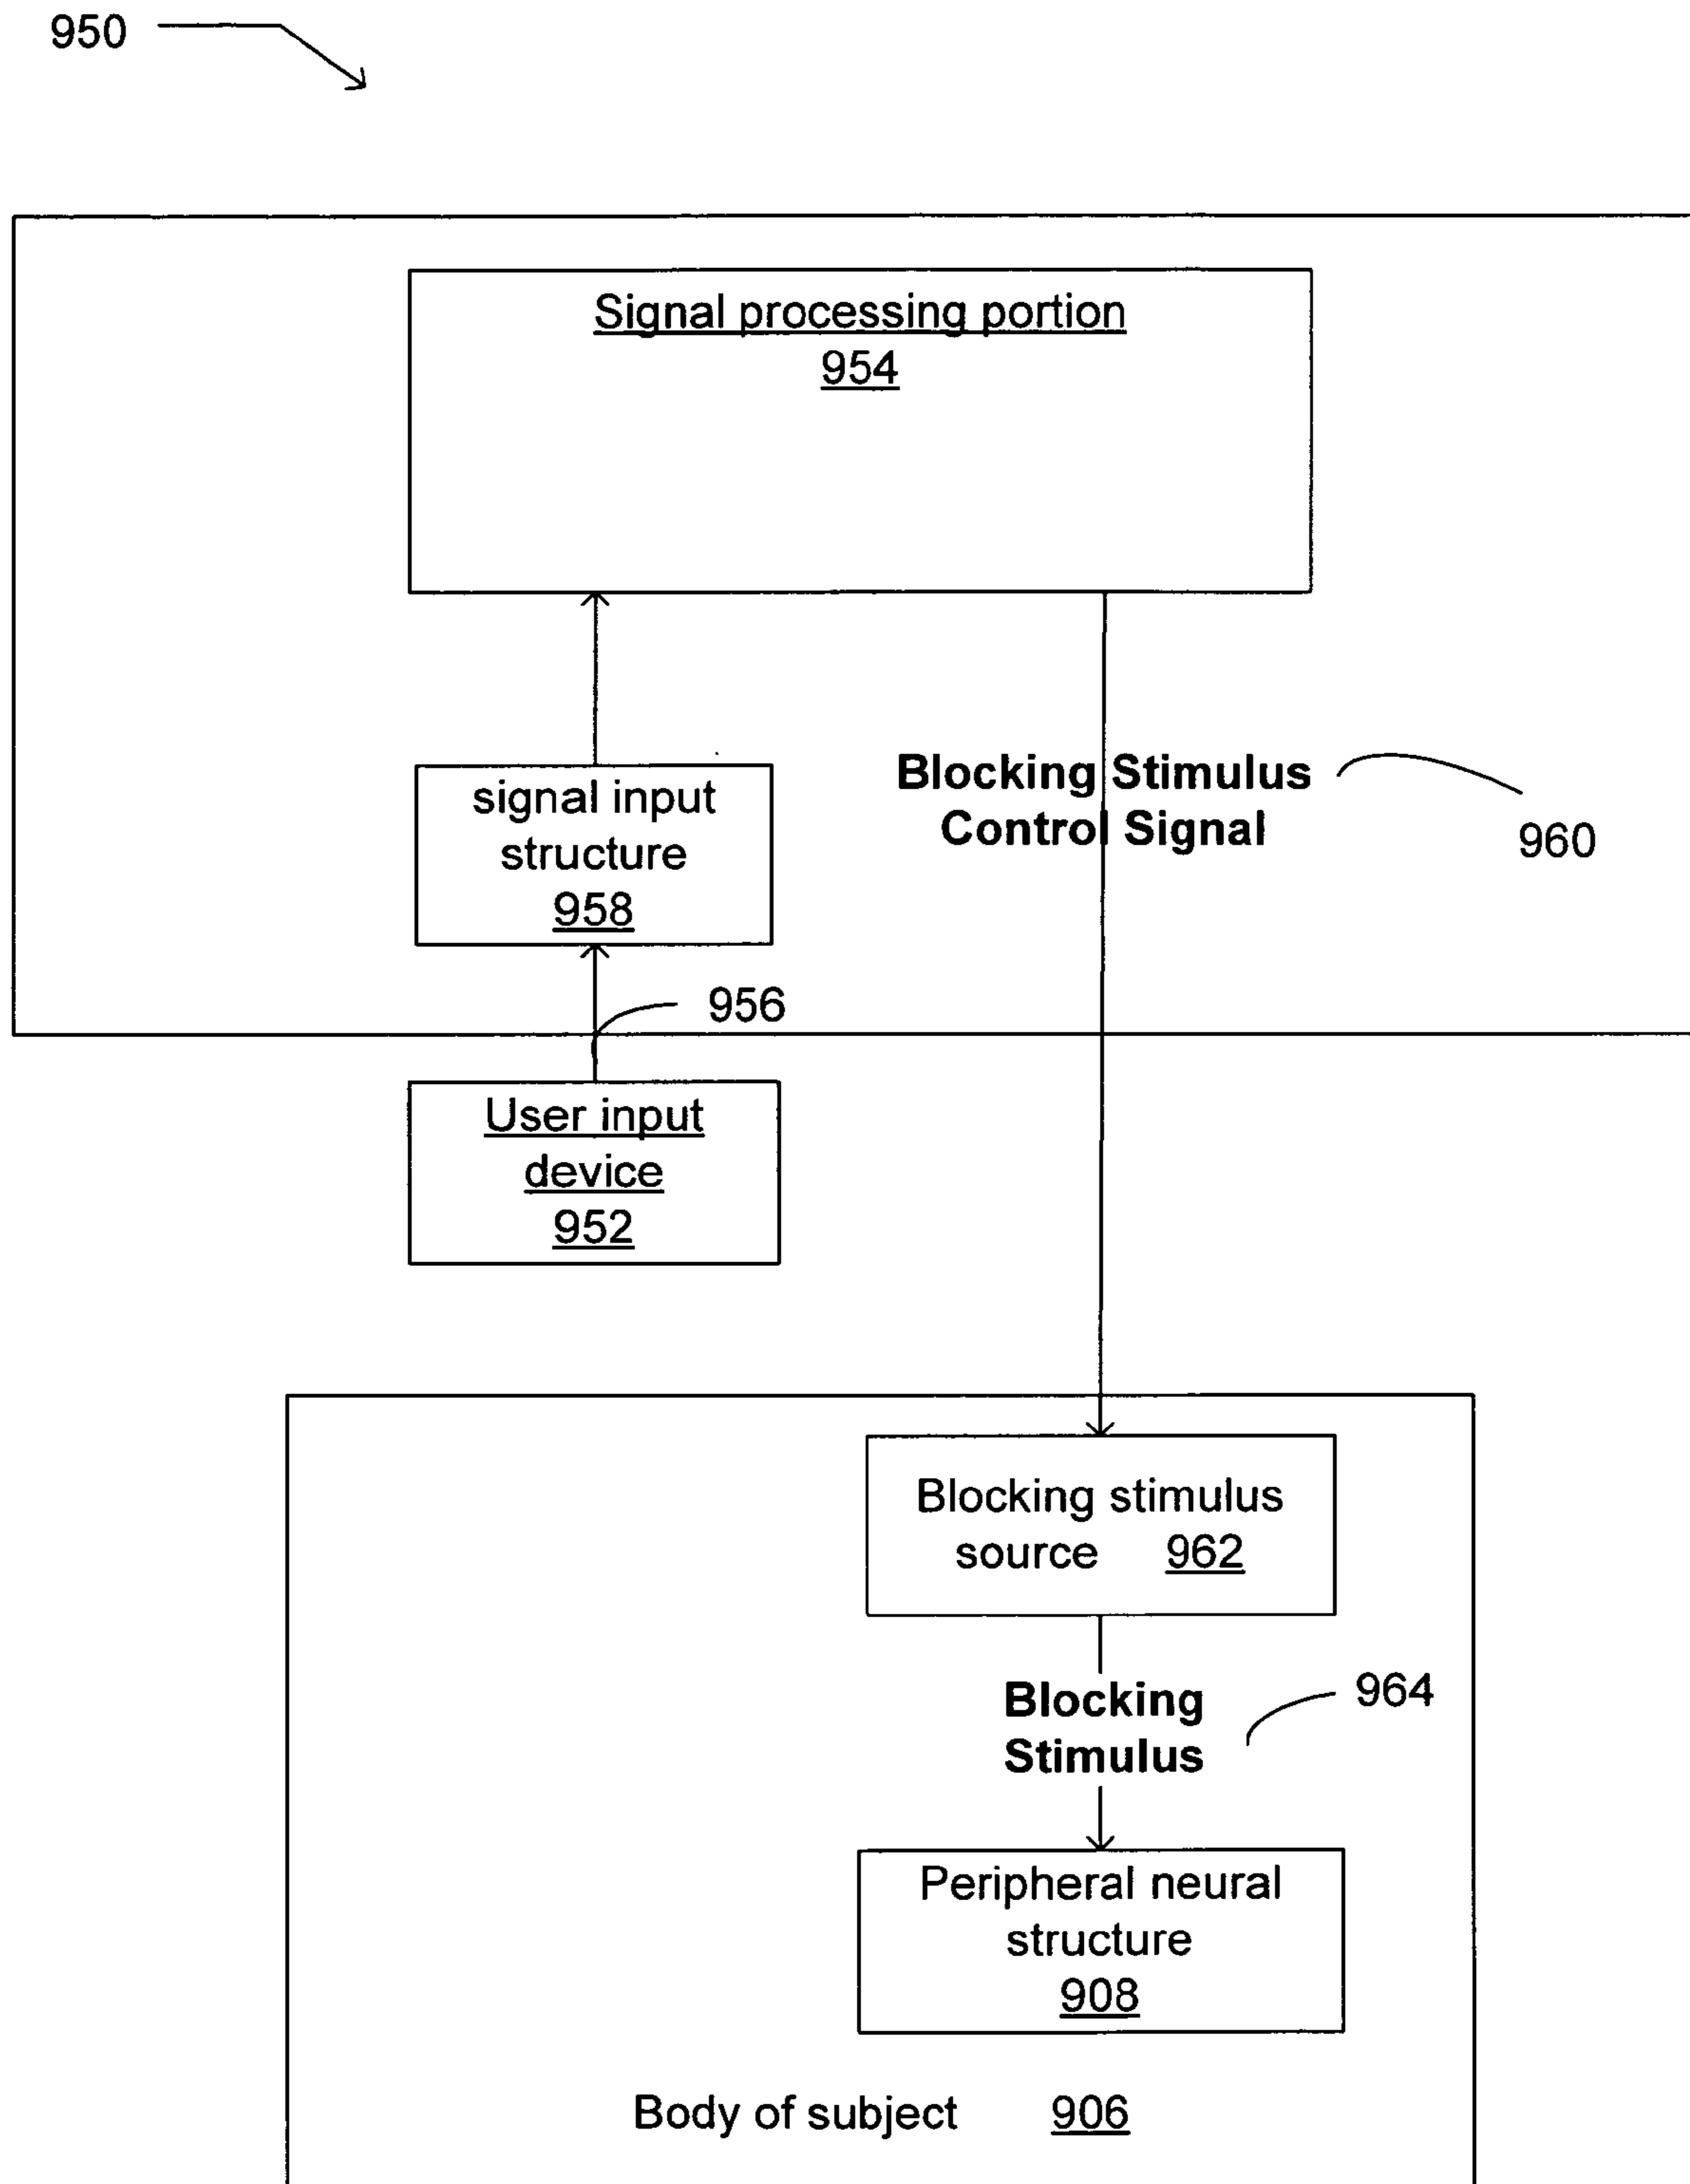 950
Signal processing portion
954
Blocking Stimulus
Control Signal
960
signal input
structure
958
956
User input
device
952
Blocking stimulus
source 962
Blocking
Stimulus
964
Peripheral neural
structure
908
Body of subject 906